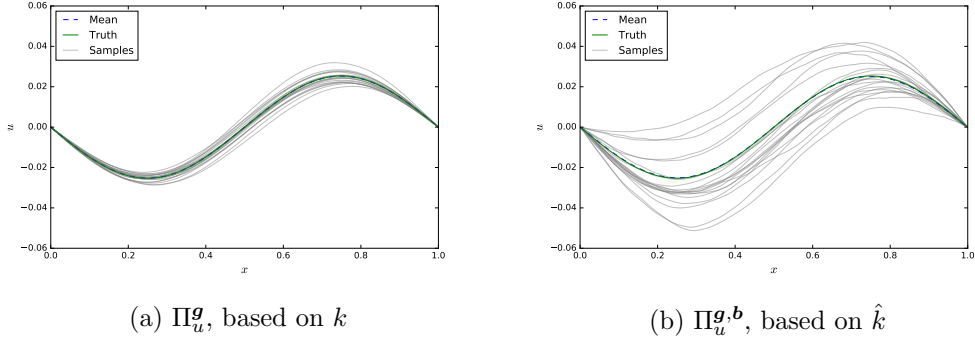 0.06
0.04
0.02
0.00
−0.02
−0.04
−0.06
u
0.0 0.2 0.4 0.6 0.8 1.0
x
Mean
Truth
Samples
(a) Π_u^g, based on k
0.06
0.04
0.02
0.00
−0.02
−0.04
−0.06
u
0.0 0.2 0.4 0.6 0.8 1.0
x
Mean
Truth
Samples
(b) Π_u^{g,b}, based on k̂